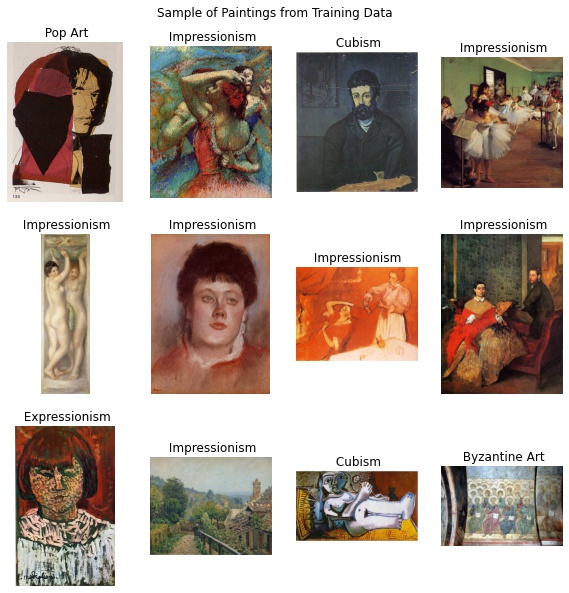 Sample of Paintings from Training Data
Pop Art
Impressionism
Cubism
Impressionism
Impressionism
Impressionism
Impressionism
Impressionism
Expressionism
Impressionism
Cubism
Byzantine Art